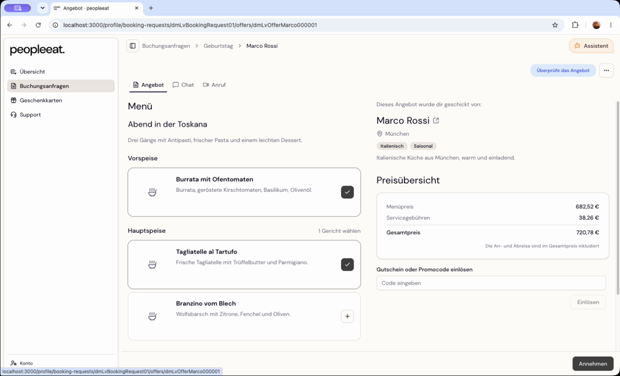 Angebot · peopleeat
localhost:3000/profile/booking-requests/dmLvBookingRequest01/offers/dmLvOfferMarco000001
peopleeat.
Übersicht
Buchungsanfragen
Geschenkkarten
Support
Konto
Buchungsanfragen > Geburtstag > Marco Rossi
Assistent
Überprüfe das Angebot
Angebot
Chat
Anruf
Menü
Abend in der Toskana
Drei Gänge mit Antipasti, frischer Pasta und einem leichten Dessert.
Vorspeise
Burrata mit Ofentomaten
Burrata, geröstete Kirschtomaten, Basilikum, Olivenöl.
Hauptspeise
1 Gericht wählen
Tagliatelle al Tartufo
Frische Tagliatelle mit Trüffelbutter und Parmigiano.
Branzino vom Blech
Wolfsbarsch mit Zitrone, Fenchel und Oliven.
Dieses Angebot wurde dir geschickt von:
Marco Rossi
München
Italienisch
Saisonal
Italienische Küche aus München, warm und einladend.
Preisübersicht
Menüpreis 682,52 €
Servicegebühren 38,26 €
Gesamtpreis 720,78 €
Die An- und Abreise sind im Gesamtpreis inkludiert
Gutschein oder Promocode einlösen
Code eingeben
Einlösen
Annehmen
localhost:3000/profile/booking-requests/dmLvBookingRequest01/offers/dmLvOfferMarco000001